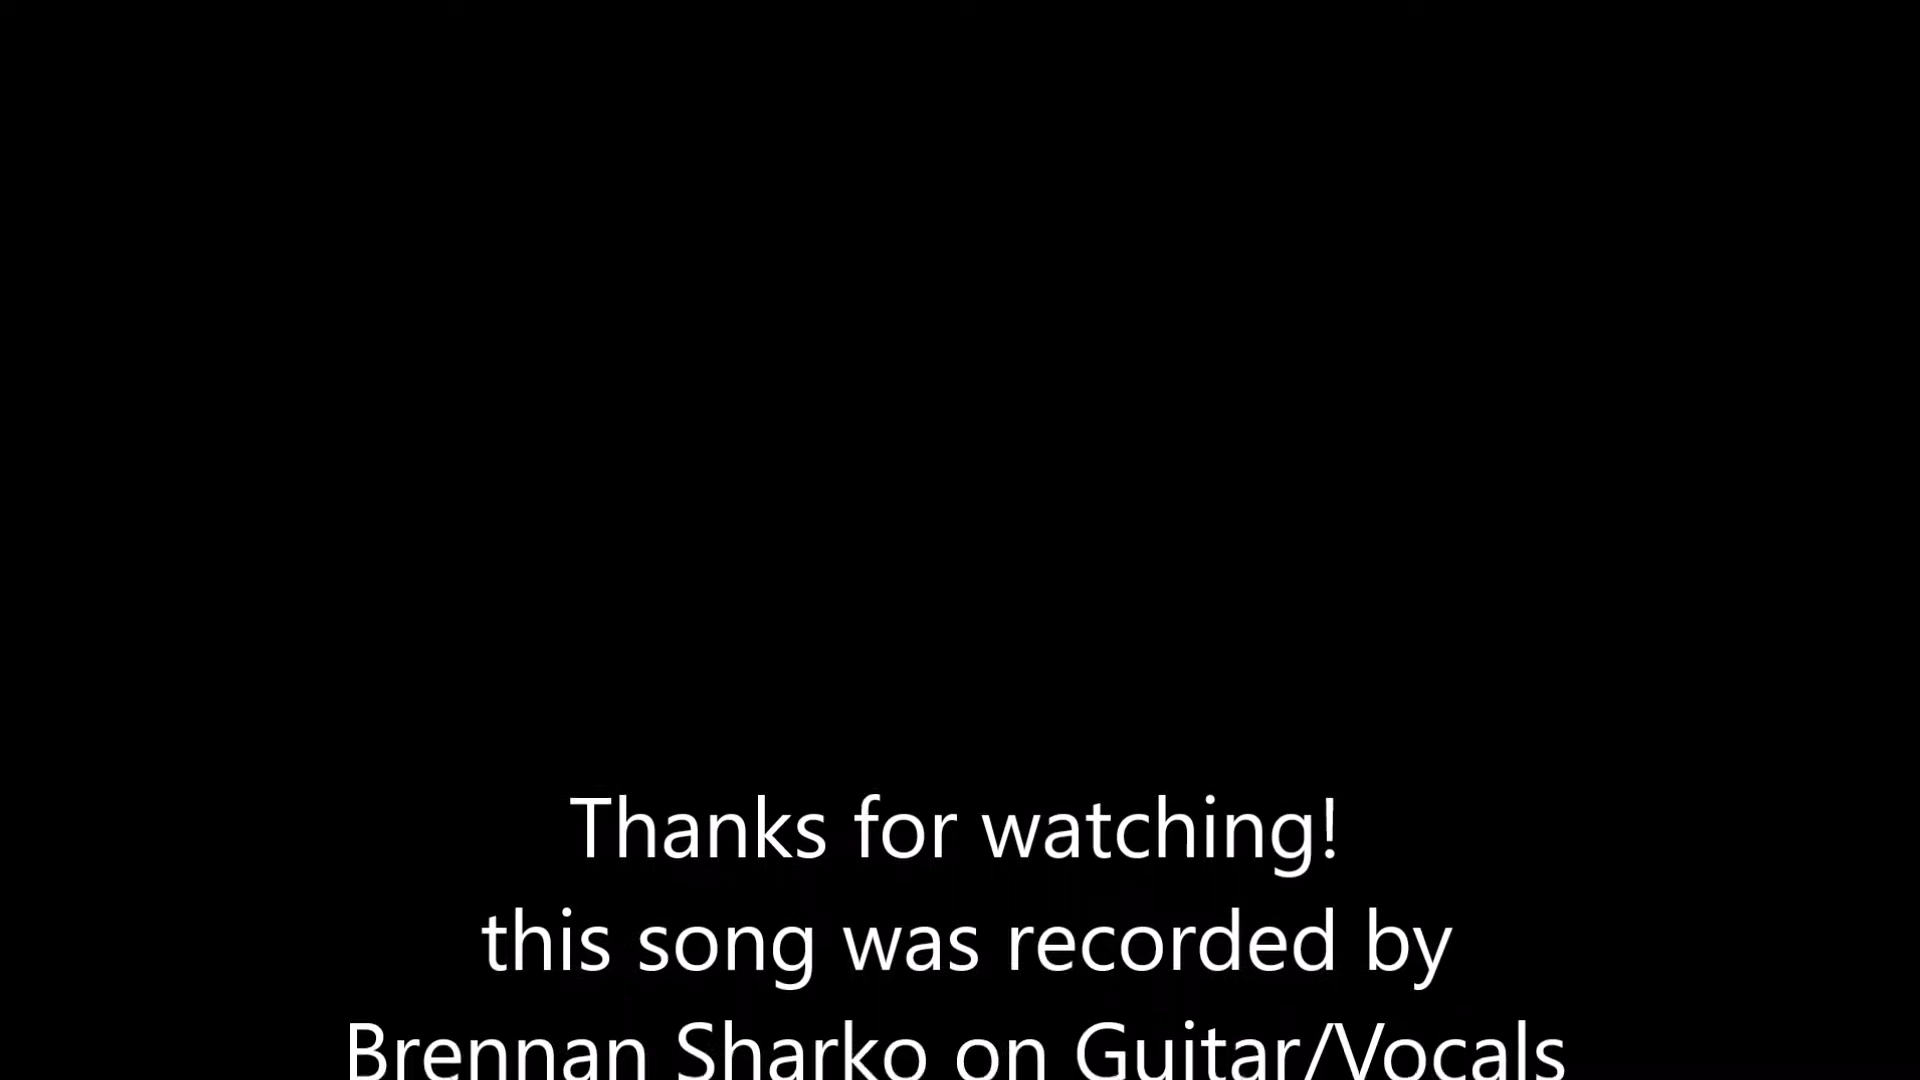 Thanks for watching!
this song was recorded by
Brennan Sharko on Guitar/Vocals